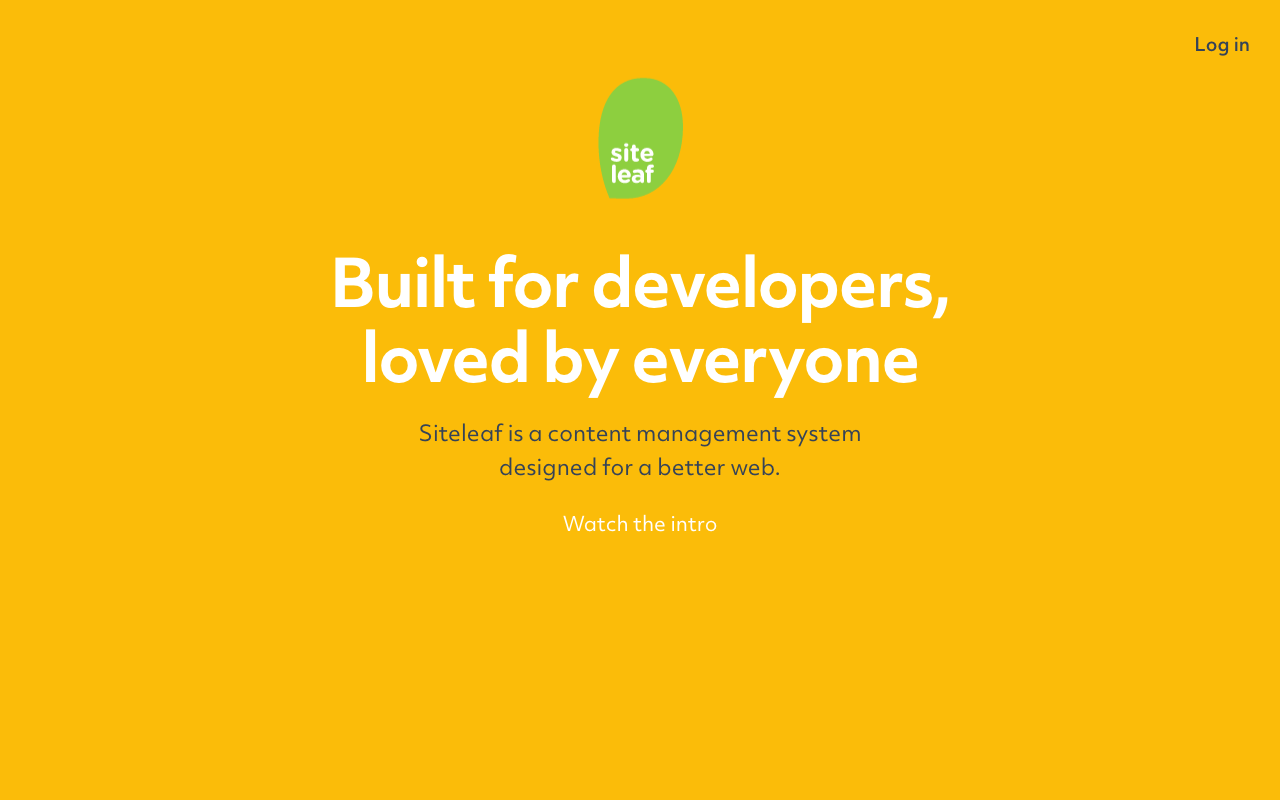 Log in
site
leaf
Built for developers,
loved by everyone
Siteleaf is a content management system
designed for a better web.
Watch the intro